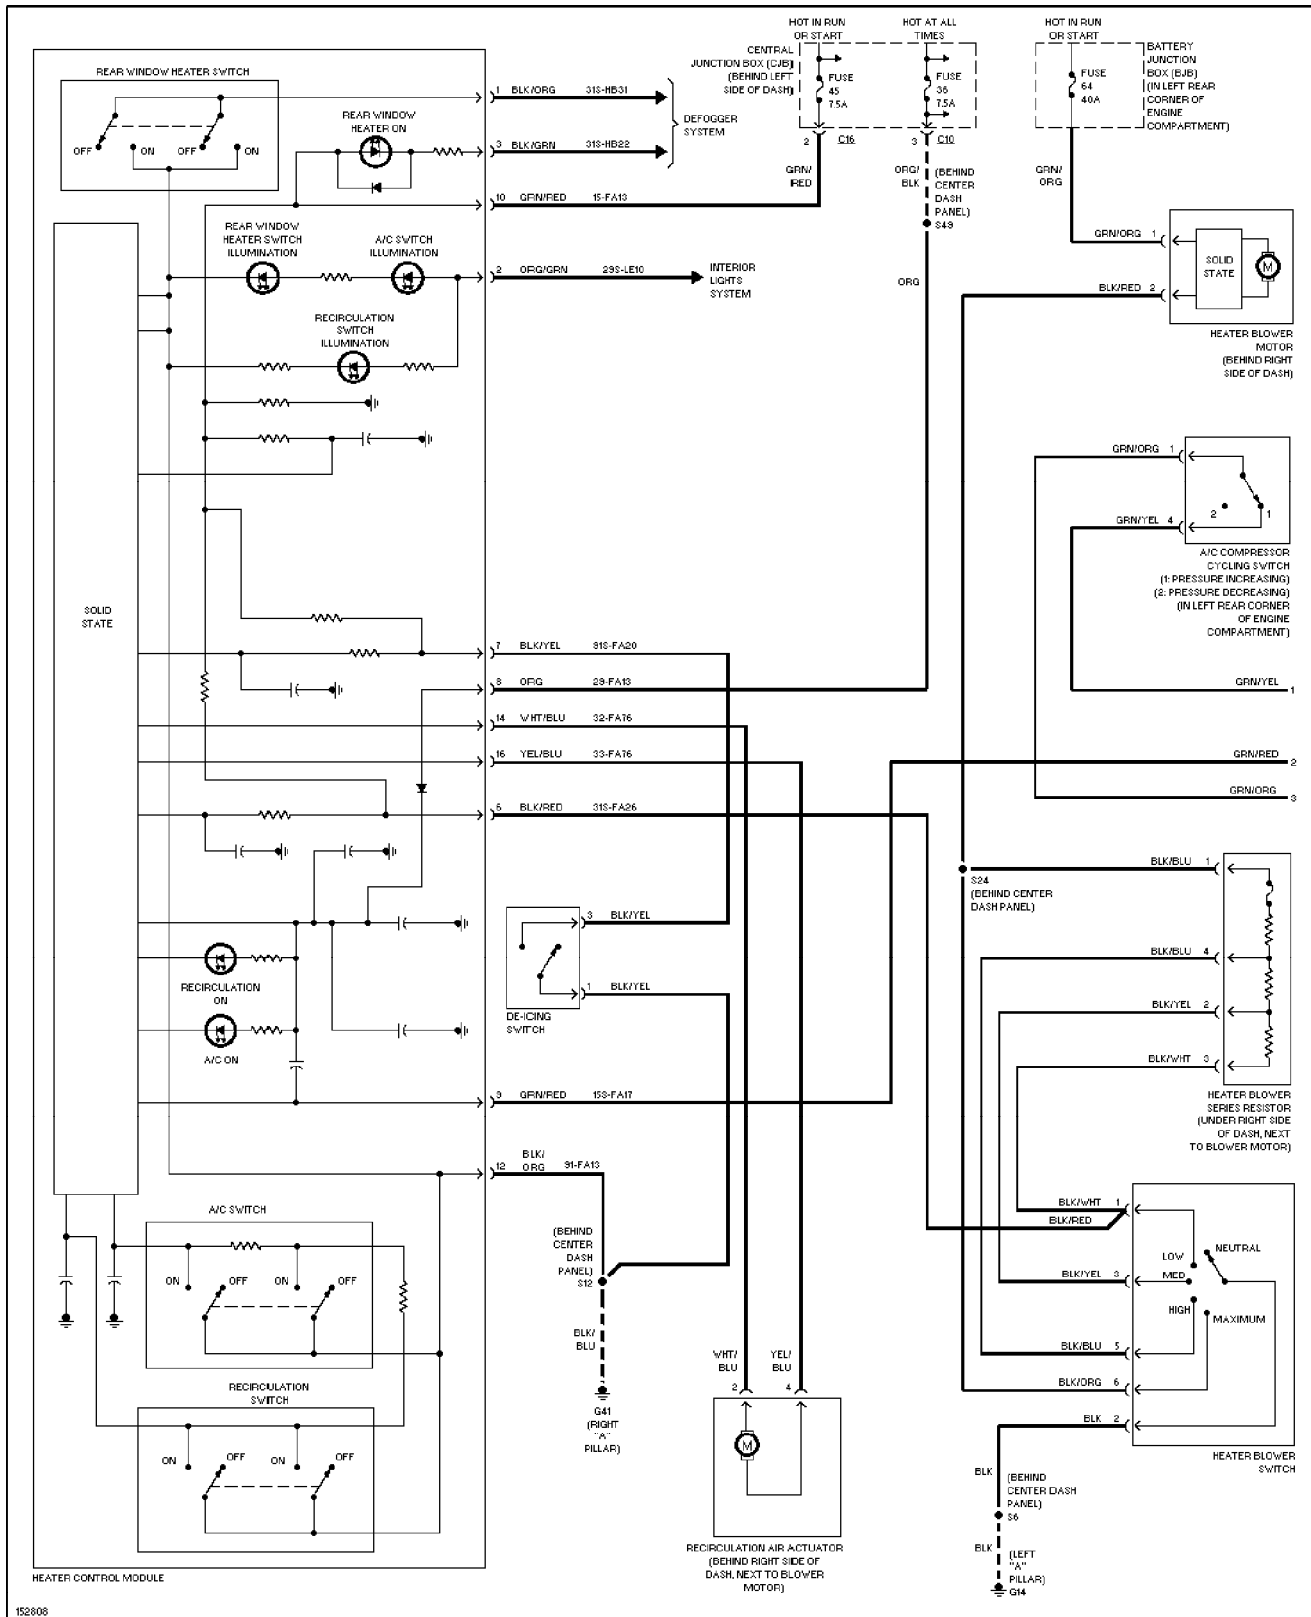 HOT IN RUN
OR START
HOT AT ALL
TIMES
HOT IN RUN
OR START
CENTRAL
JUNCTION BOX (CJB)
(BEHIND LEFT
SIDE OF DASH)
FUSE
45
7.5A
FUSE
36
7.5A
FUSE
64
40A
BATTERY
JUNCTION
BOX (BJB)
(IN LEFT REAR
CORNER OF
ENGINE
COMPARTMENT)
2 C16
3 C10
GRN/
RED
ORG/
BLK
(BEHIND
CENTER
DASH
PANEL)
S49
GRN/
ORG
ORG
REAR WINDOW HEATER SWITCH
OFF ON OFF ON
REAR WINDOW
HEATER ON
1 BLK/ORG 31S-HB31
3 BLK/GRN 31S-HB22
DEFOGGER
SYSTEM
10 GRN/RED 15-FA13
REAR WINDOW
HEATER SWITCH
ILLUMINATION
A/C SWITCH
ILLUMINATION
2 ORG/GRN 29S-LE10
INTERIOR
LIGHTS
SYSTEM
RECIRCULATION
SWITCH
ILLUMINATION
GRN/ORG 1
BLK/RED 2
SOLID
STATE
M
HEATER BLOWER
MOTOR
(BEHIND RIGHT
SIDE OF DASH)
GRN/ORG 1
GRN/YEL 4
2 1
A/C COMPRESSOR
CYCLING SWITCH
(1: PRESSURE INCREASING)
(2: PRESSURE DECREASING)
(IN LEFT REAR CORNER
OF ENGINE
COMPARTMENT)
SOLID
STATE
7 BLK/YEL 91S-FA20
8 ORG 29-FA13
14 WHT/BLU 32-FA76
16 YEL/BLU 33-FA76
6 BLK/RED 31S-FA26
GRN/YEL 1
GRN/RED 2
GRN/ORG 3
S24
(BEHIND CENTER
DASH PANEL)
BLK/BLU 1
BLK/BLU 4
BLK/YEL 2
BLK/WHT 3
HEATER BLOWER
SERIES RESISTOR
(UNDER RIGHT SIDE
OF DASH, NEXT
TO BLOWER MOTOR)
3 BLK/YEL
1 BLK/YEL
DE-ICING
SWITCH
RECIRCULATION
ON
A/C ON
9 GRN/RED 15S-FA17
12 BLK/
ORG 91-FA13
A/C SWITCH
ON OFF ON OFF
RECIRCULATION
SWITCH
ON OFF ON OFF
(BEHIND
CENTER
DASH
PANEL)
S12
BLK/
BLU
G41
(RIGHT
"A"
PILLAR)
WHT/
BLU
YEL/
BLU
2 4
M
RECIRCULATION AIR ACTUATOR
(BEHIND RIGHT SIDE OF
DASH, NEXT TO BLOWER
MOTOR)
BLK/WHT 1
BLK/RED
BLK/YEL 3
BLK/BLU 5
BLK/ORG 6
BLK 2
LOW
MED
HIGH
NEUTRAL
MAXIMUM
HEATER BLOWER
SWITCH
BLK
(BEHIND
CENTER DASH
PANEL)
S6
BLK
(LEFT
"A"
PILLAR)
G14
HEATER CONTROL MODULE
152808